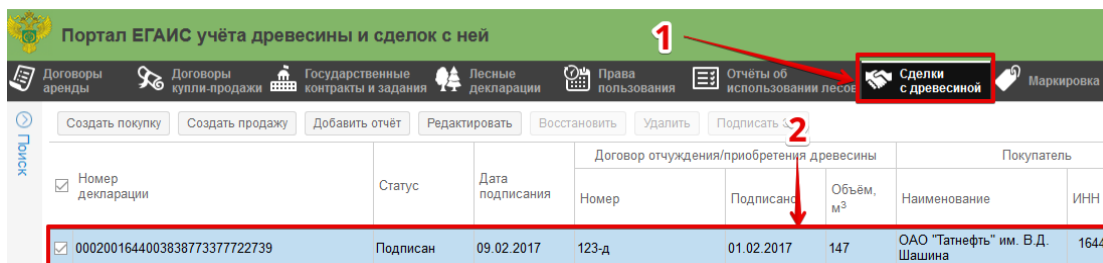 Портал ЕГАИС учёта древесины и сделок с ней
1
Договоры аренды
Договоры купли-продажи
Государственные контракты и задания
Лесные декларации
Права пользования
Отчёты об использовании лесов
Сделки с древесиной
Маркировка
Поиск
Создать покупку
Создать продажу
Добавить отчёт
Редактировать
Восстановить
Удалить
Подписать
2
Договор отчуждения/приобретения древесины
Покупатель
Номер декларации
Статус
Дата подписания
Номер
Подписано
Объём, м³
Наименование
ИНН
0002001644003838773377722739
Подписан
09.02.2017
123-д
01.02.2017
147
ОАО "Татнефть" им. В.Д. Шашина
1644